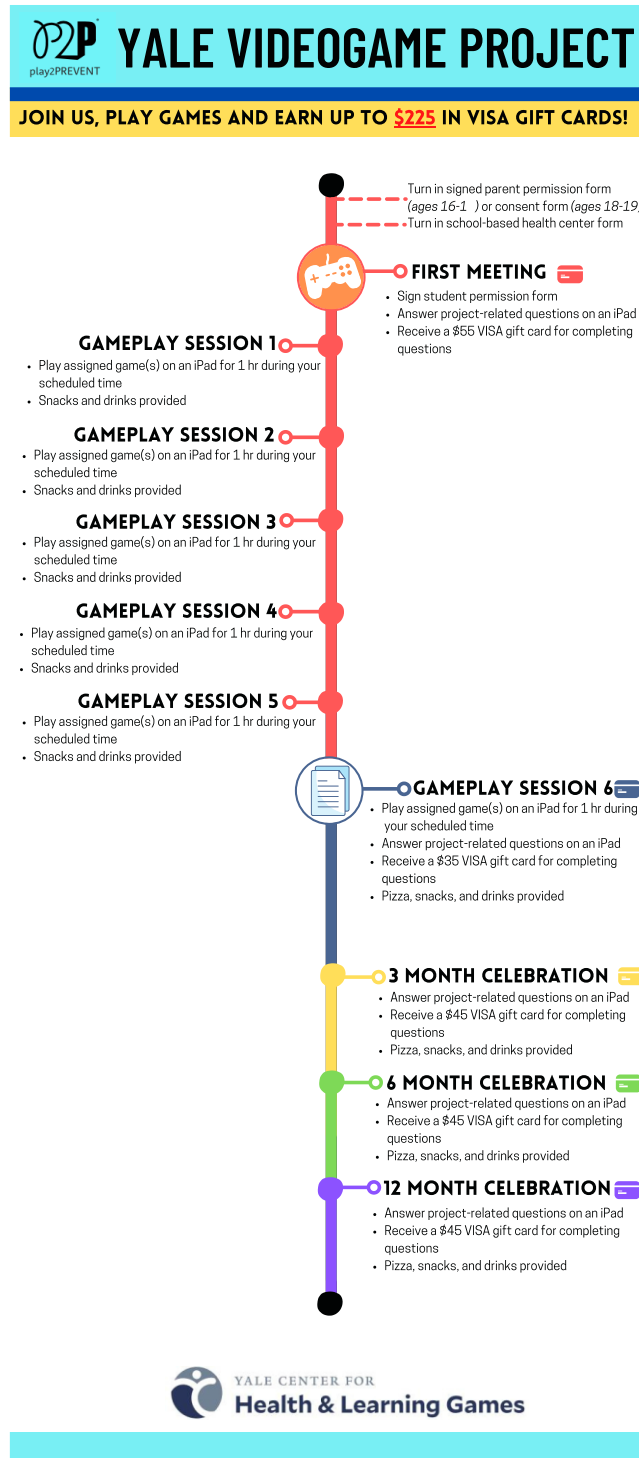 P2P
play2PREVENT
YALE VIDEOGAME PROJECT
JOIN US, PLAY GAMES AND EARN UP TO $225 IN VISA GIFT CARDS!
Turn in signed parent permission form
(ages 16-1 ) or consent form (ages 18-19
Turn in school-based health center form
FIRST MEETING
• Sign student permission form
• Answer project-related questions on an iPad
• Receive a $55 VISA gift card for completing
questions
GAMEPLAY SESSION 1
• Play assigned game(s) on an iPad for 1 hr during your
scheduled time
• Snacks and drinks provided
GAMEPLAY SESSION 2
• Play assigned game(s) on an iPad for 1 hr during your
scheduled time
• Snacks and drinks provided
GAMEPLAY SESSION 3
• Play assigned game(s) on an iPad for 1 hr during your
scheduled time
• Snacks and drinks provided
GAMEPLAY SESSION 4
• Play assigned game(s) on an iPad for 1 hr during your
scheduled time
• Snacks and drinks provided
GAMEPLAY SESSION 5
• Play assigned game(s) on an iPad for 1 hr during your
scheduled time
• Snacks and drinks provided
GAMEPLAY SESSION 6
• Play assigned game(s) on an iPad for 1 hr during
your scheduled time
• Answer project-related questions on an iPad
• Receive a $35 VISA gift card for completing
questions
• Pizza, snacks, and drinks provided
3 MONTH CELEBRATION
• Answer project-related questions on an iPad
• Receive a $45 VISA gift card for completing
questions
• Pizza, snacks, and drinks provided
6 MONTH CELEBRATION
• Answer project-related questions on an iPad
• Receive a $45 VISA gift card for completing
questions
• Pizza, snacks, and drinks provided
12 MONTH CELEBRATION
• Answer project-related questions on an iPad
• Receive a $45 VISA gift card for completing
questions
• Pizza, snacks, and drinks provided
YALE CENTER FOR
Health & Learning Games